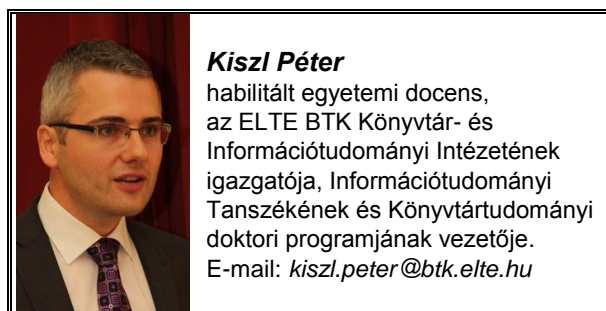 Kiszl Péter
habilitált egyetemi docens,
az ELTE BTK Könyvtár- és
Információtudományi Intézetének
igazgatója, Információtudományi
Tanszékének és Könyvtártudományi
doktori programjának vezetője.
E-mail: kiszl.peter@btk.elte.hu